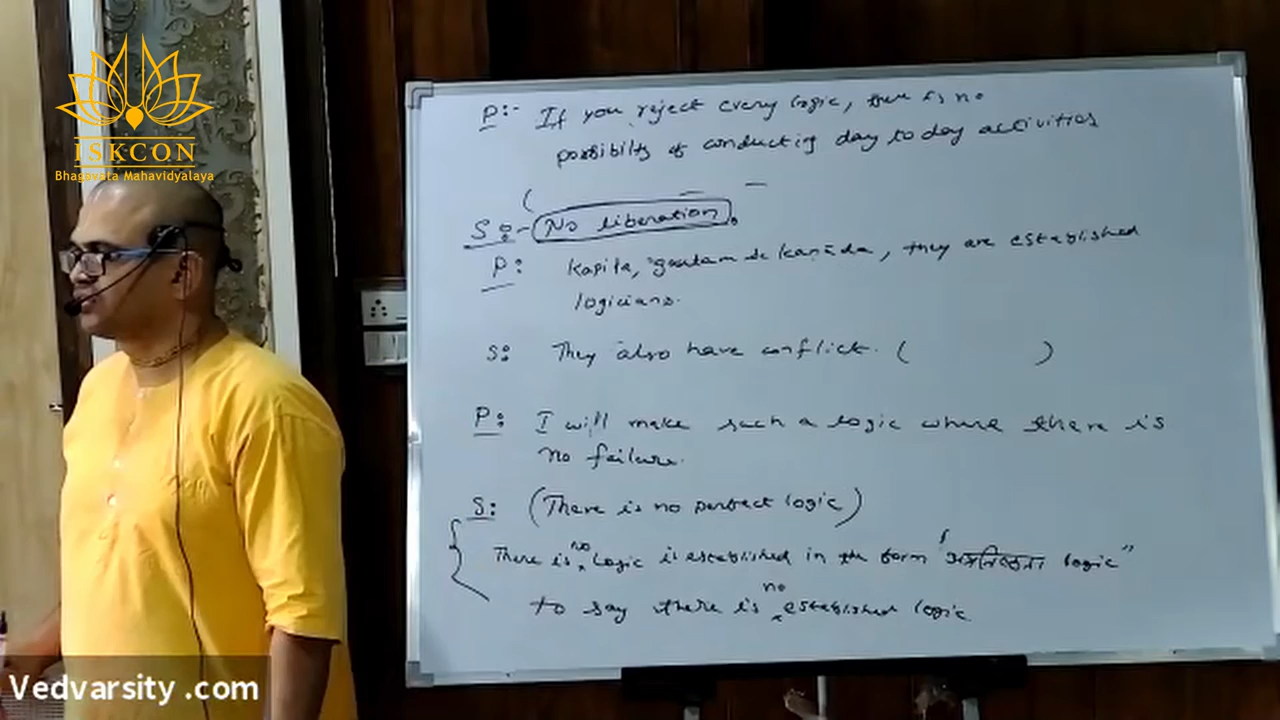 ISKCON
Bhagavata Mahavidyalaya
P:- If you reject every logic, there is no
possibilty of conducting day to day activities
S:- No liberation.
P: Kapila, gautam & Kanāda, they are established
logicians.
S: They also have conflict. ( )
P: I will make such a logic where there is
no failure.
S: (There is no perfect logic)
There is no logic is established in the form " logic"
to say there is no established logic
Vedvarsity .com